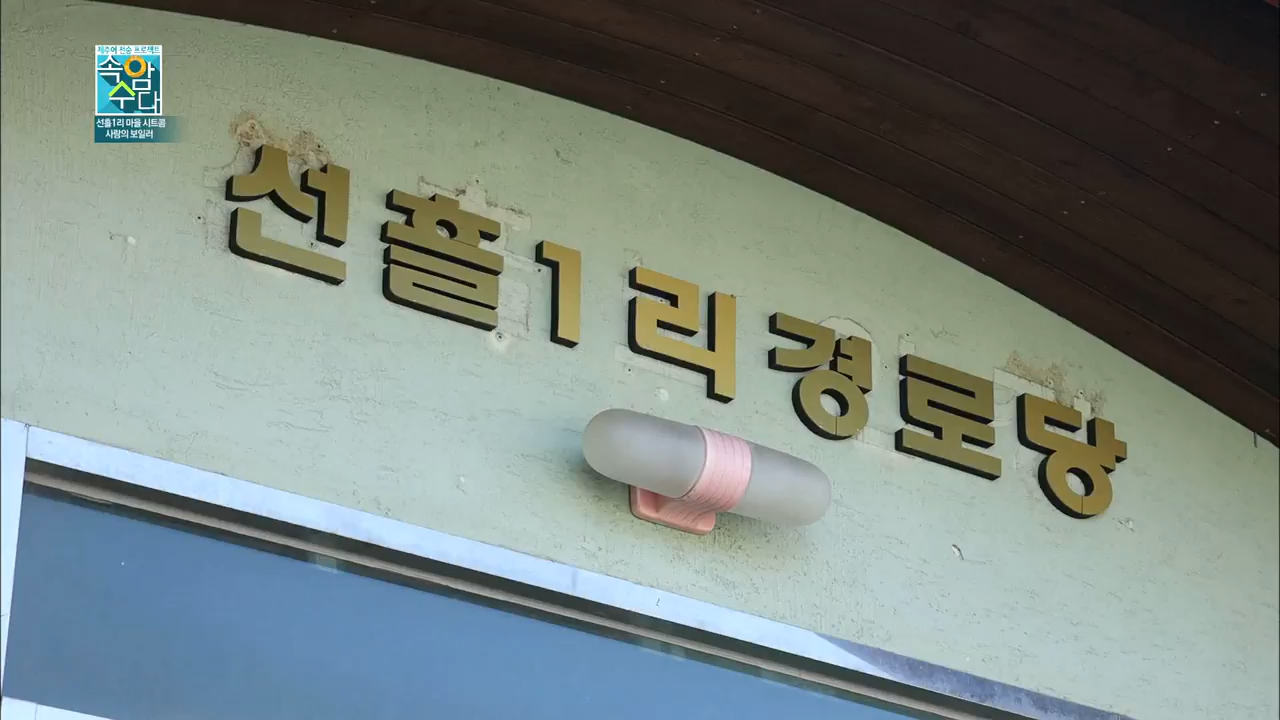 제주어 전승 프로젝트
속암
수다
선흘1리 마을 시트콤
사람의 보일러
선흘1리경로당